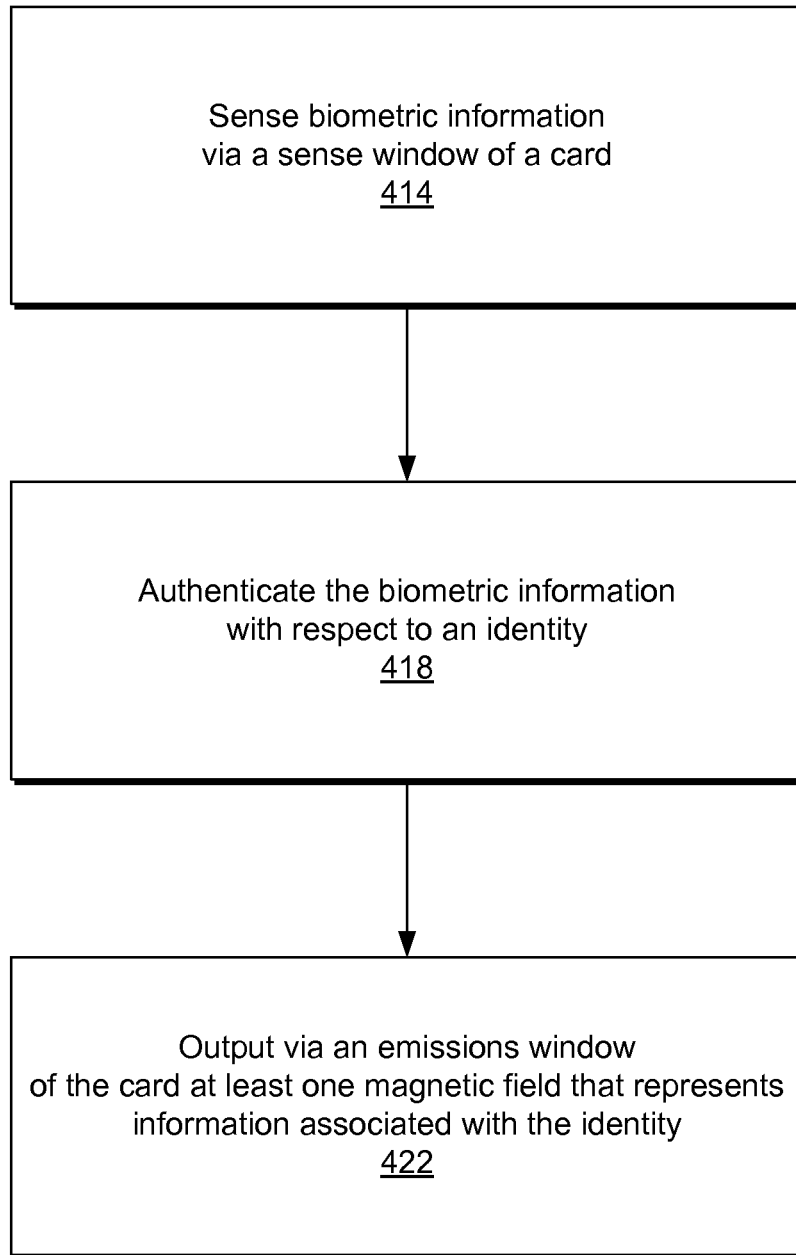 Sense biometric information
via a sense window of a card
414
Authenticate the biometric information
with respect to an identity
418
Output via an emissions window
of the card at least one magnetic field that represents
information associated with the identity
422